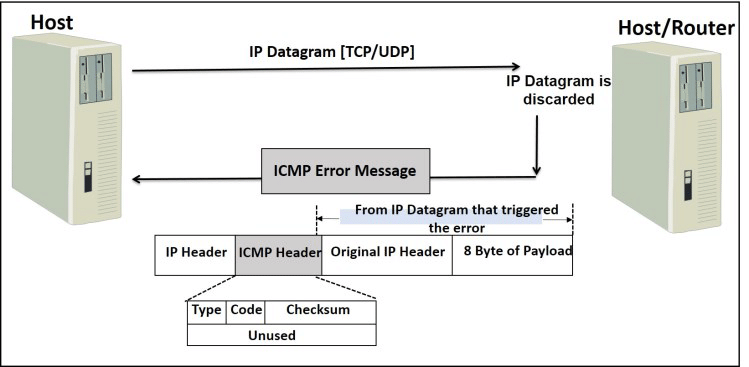 Host
Host/Router
IP Datagram [TCP/UDP]
IP Datagram is
discarded
ICMP Error Message
From IP Datagram that triggered
the error
IP Header
ICMP Header
Original IP Header
8 Byte of Payload
Type
Code
Checksum
Unused